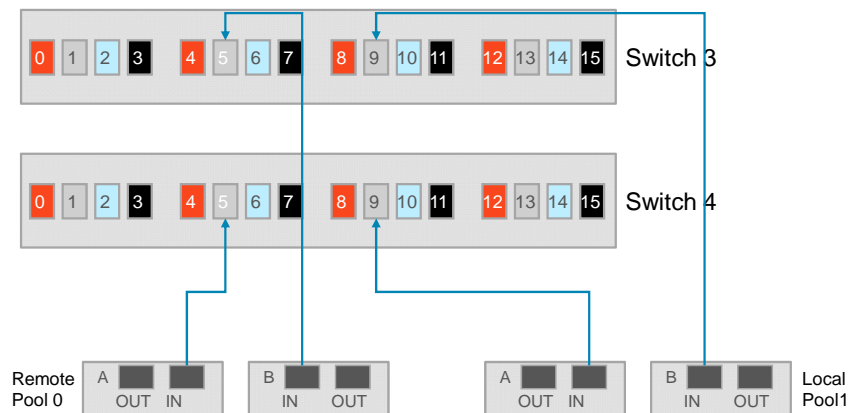 0 1 2 3 4 5 6 7 8 9 10 11 12 13 14 15 Switch 3
0 1 2 3 4 5 6 7 8 9 10 11 12 13 14 15 Switch 4
Remote Pool 0 A B A B Local Pool1
OUT IN IN OUT OUT IN IN OUT